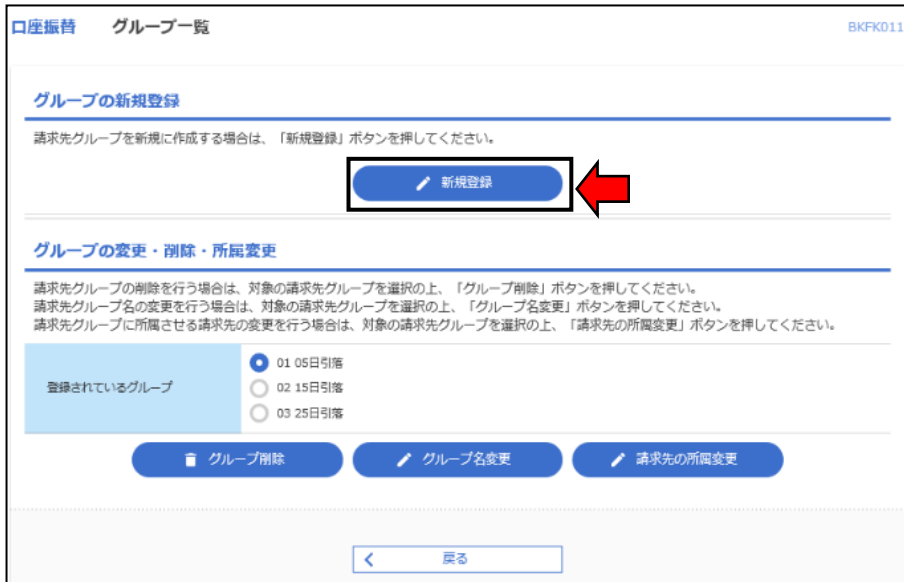 口座振替 グループ一覧 BKFK011
グループの新規登録
請求先グループを新規に作成する場合は、「新規登録」ボタンを押してください。
新規登録
グループの変更・削除・所属変更
請求先グループの削除を行う場合は、対象の請求先グループを選択の上、「グループ削除」ボタンを押してください。
請求先グループ名の変更を行う場合は、対象の請求先グループを選択の上、「グループ名変更」ボタンを押してください。
請求先グループに所属させる請求先の変更を行う場合は、対象の請求先グループを選択の上、「請求先の所属変更」ボタンを押してください。
登録されているグループ
01 05日引落
02 15日引落
03 25日引落
グループ削除 グループ名変更 請求先の所属変更
戻る